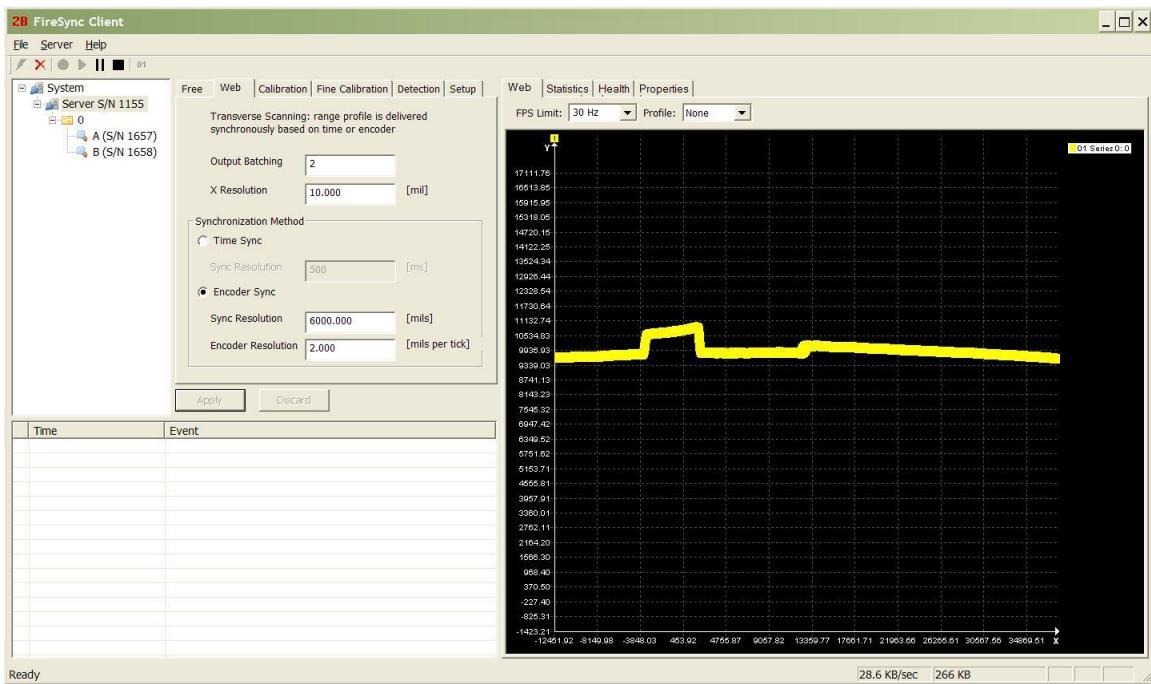 28 FireSync Client
File Server Help
01
System
Server S/N 1155
0
A (S/N 1657)
B (S/N 1658)
Free Web Calibration Fine Calibration Detection Setup
Transverse Scanning: range profile is delivered
synchronously based on time or encoder
Output Batching 2
X Resolution 10.000 [mil]
Synchronization Method
Time Sync
Sync Resolution 500 [ms]
Encoder Sync
Sync Resolution 6000.000 [mils]
Encoder Resolution 2.000 [mils per tick]
Apply Discard
Time Event
Web Statistics Health Properties
FPS Limit: 30 Hz Profile: None
1
Y
01 Series 0: 0
17111.76
16513.85
15915.95
15318.05
14720.15
14122.25
13524.34
12926.44
12328.54
11730.64
11132.74
10534.83
9936.93
9339.03
8741.13
8143.23
7545.32
6947.42
6349.52
5751.62
5153.71
4555.81
3957.91
3360.01
2762.11
2164.20
1566.30
968.40
370.50
-227.40
-825.31
-1423.21
-12451.92 -8149.98 -3848.03 453.92 4755.87 9057.82 13359.77 17661.71 21963.66 26265.61 30567.56 34869.51 X
Ready 28.6 KB/sec 266 KB